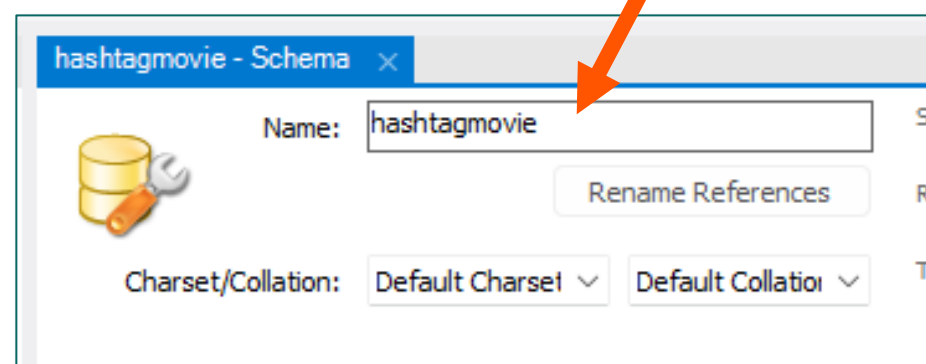 hashtagmovie - Schema
Name: hashtagmovie
Rename References
Charset/Collation: Default Charset Default Collation